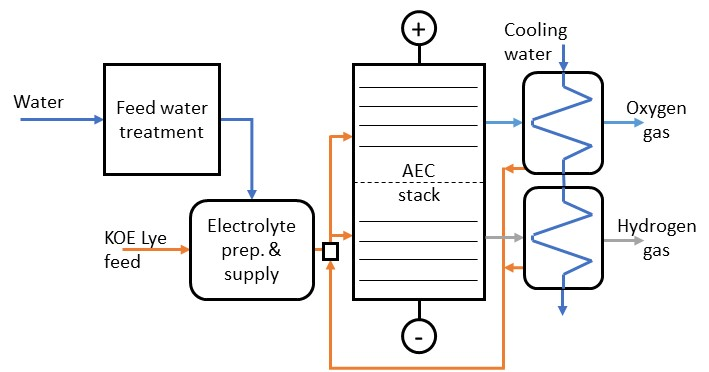 Cooling
water
+
Water
Feed water
treatment
Oxygen
gas
AEC
stack
Electrolyte
prep. &
supply
KOE Lye
feed
Hydrogen
gas
-